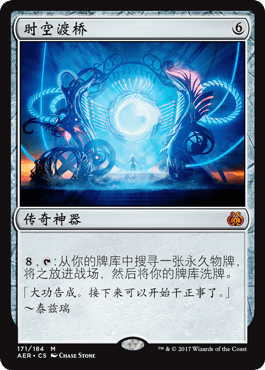 时空渡桥 6
传奇神器
8，：从你的牌库中搜寻一张永久物牌，
将之放进战场，然后将你的牌库洗牌。
「大功告成。接下来可以开始干正事了。」
～泰兹瑞
171/184 M
AER • CS CHASE STONE
™ & © 2017 Wizards of the Coast